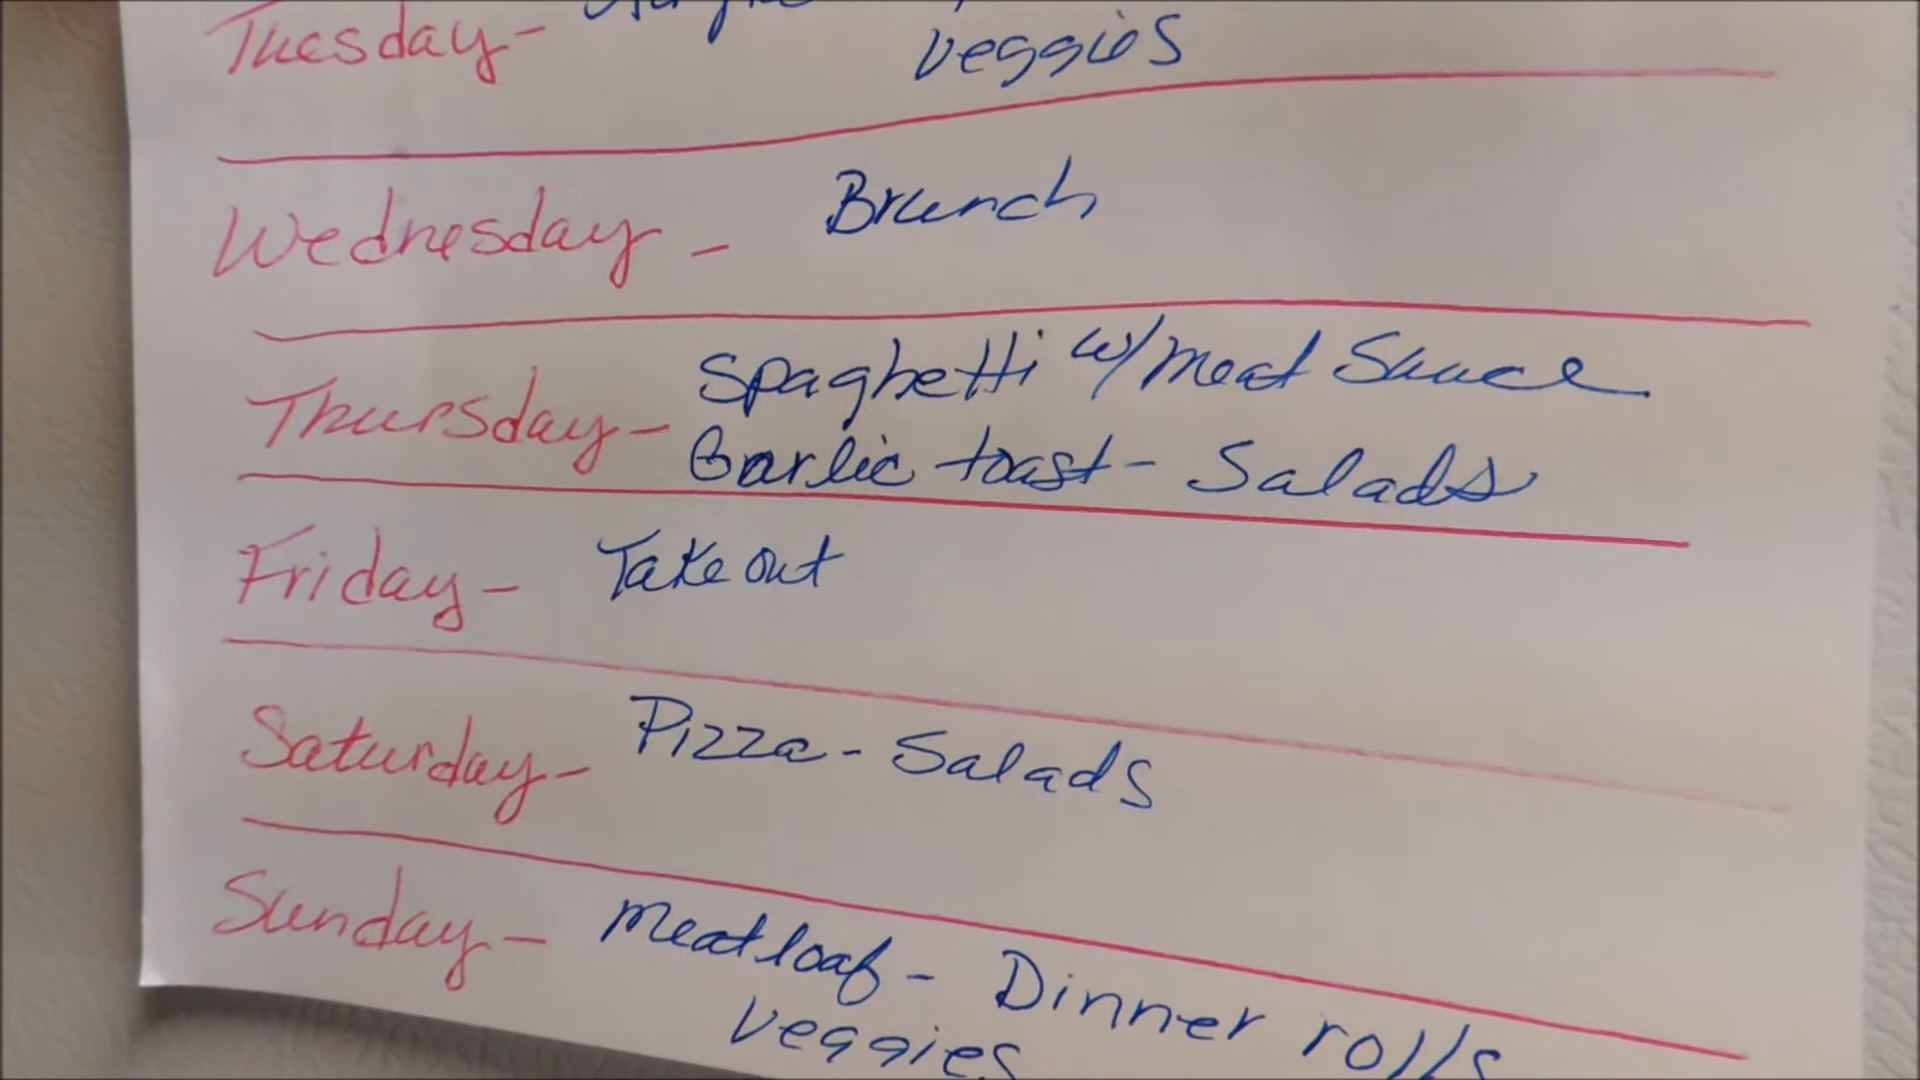 Tuesday-
veggies
Wednesday - Brunch
Spaghetti w/ meat Sauce
Thursday-
Garlic toast - Salads
Friday - Take out
Saturday - Pizza - Salads
Sunday - Meatloaf - Dinner rolls
veggies